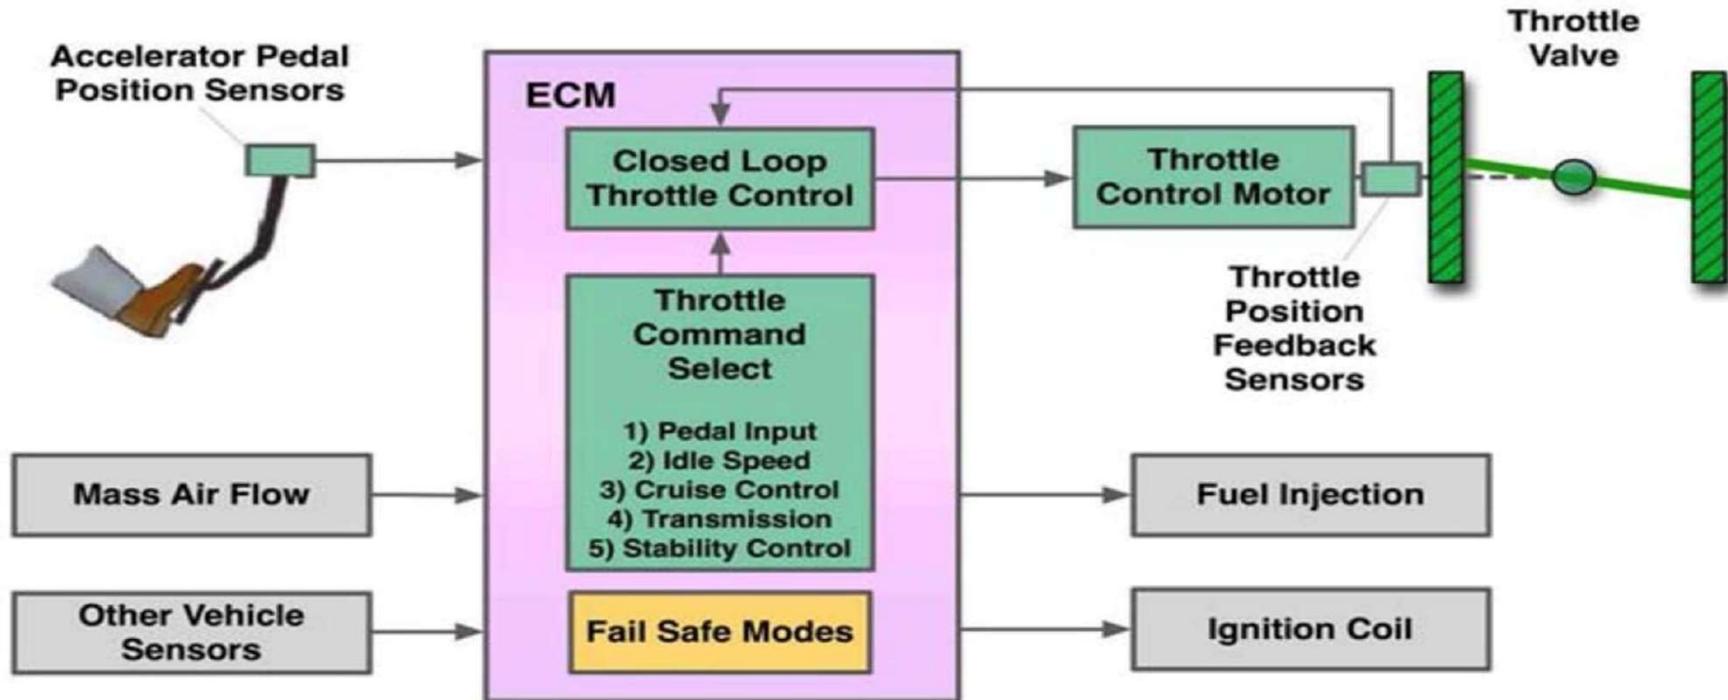 Accelerator Pedal
Position Sensors
ECM
Closed Loop
Throttle Control
Throttle
Command
Select
1) Pedal Input
2) Idle Speed
3) Cruise Control
4) Transmission
5) Stability Control
Fail Safe Modes
Mass Air Flow
Other Vehicle
Sensors
Throttle
Control Motor
Throttle
Valve
Throttle
Position
Feedback
Sensors
Fuel Injection
Ignition Coil